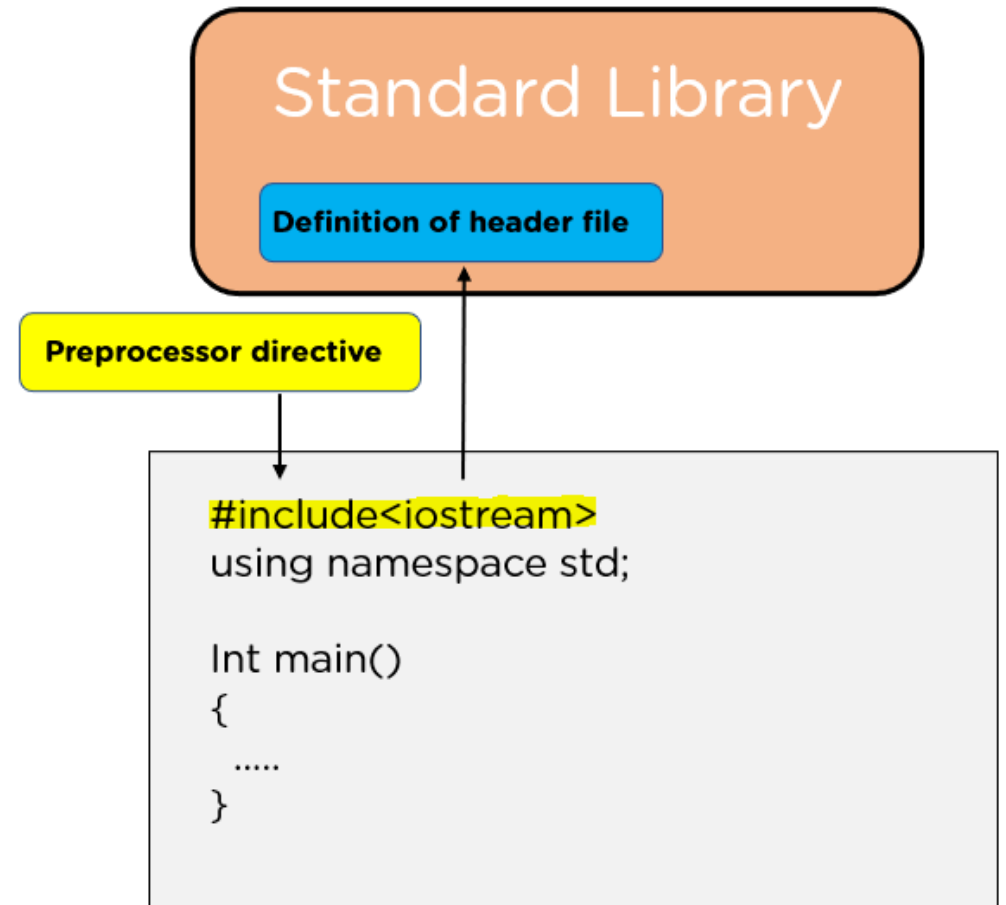 Standard Library
Definition of header file
Preprocessor directive
#include<iostream>
using namespace std;
Int main()
{
.....
}